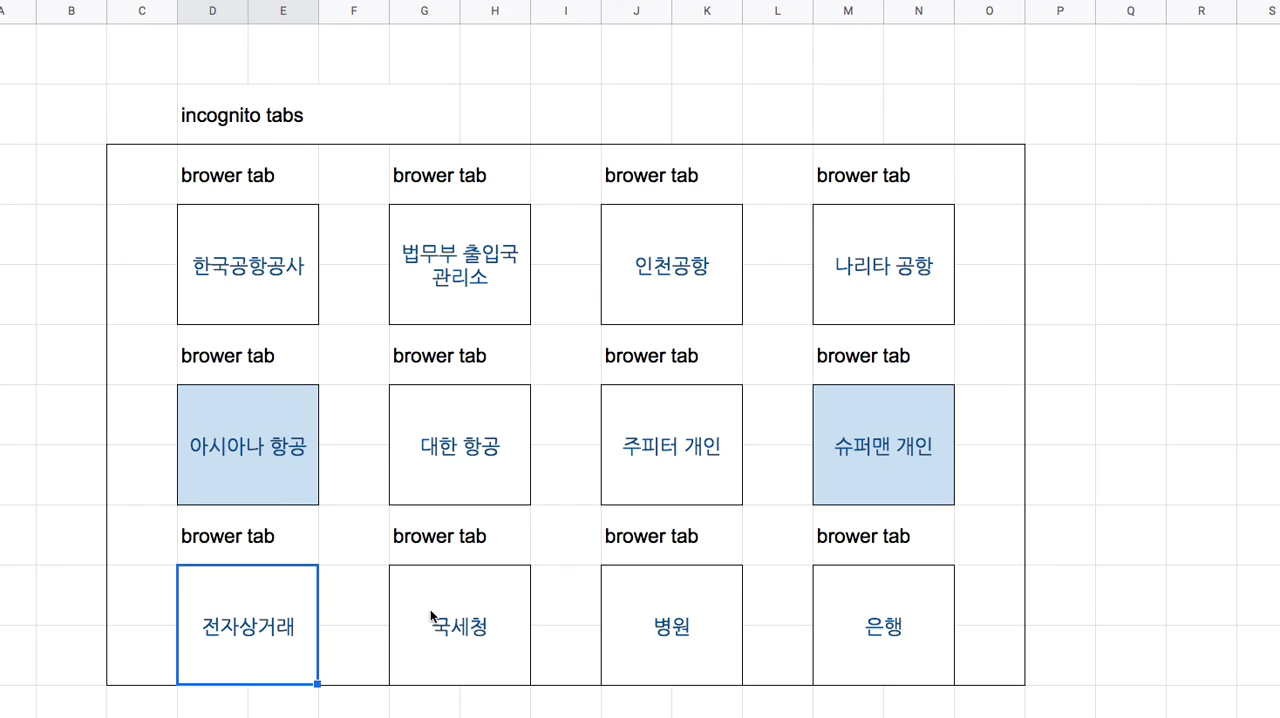 A B C D E F G H I J K L M N O P Q R S
incognito tabs
brower tab brower tab brower tab brower tab
한국공항공사 법무부 출입국 인천공항 나리타 공항
관리소
brower tab brower tab brower tab brower tab
아시아나 항공 대한 항공 주피터 개인 슈퍼맨 개인
brower tab brower tab brower tab brower tab
전자상거래 국세청 병원 은행